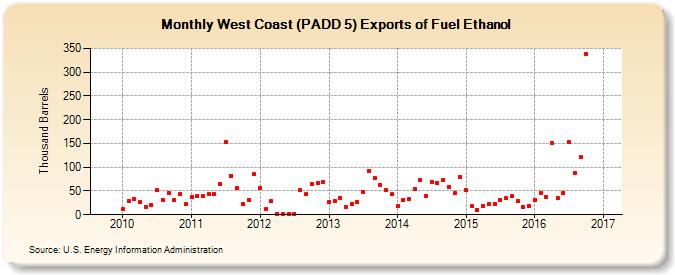 Monthly West Coast (PADD 5) Exports of Fuel Ethanol
Thousand Barrels
350
300
250
200
150
100
50
0
2010 2011 2012 2013 2014 2015 2016 2017
Source: U.S. Energy Information Administration